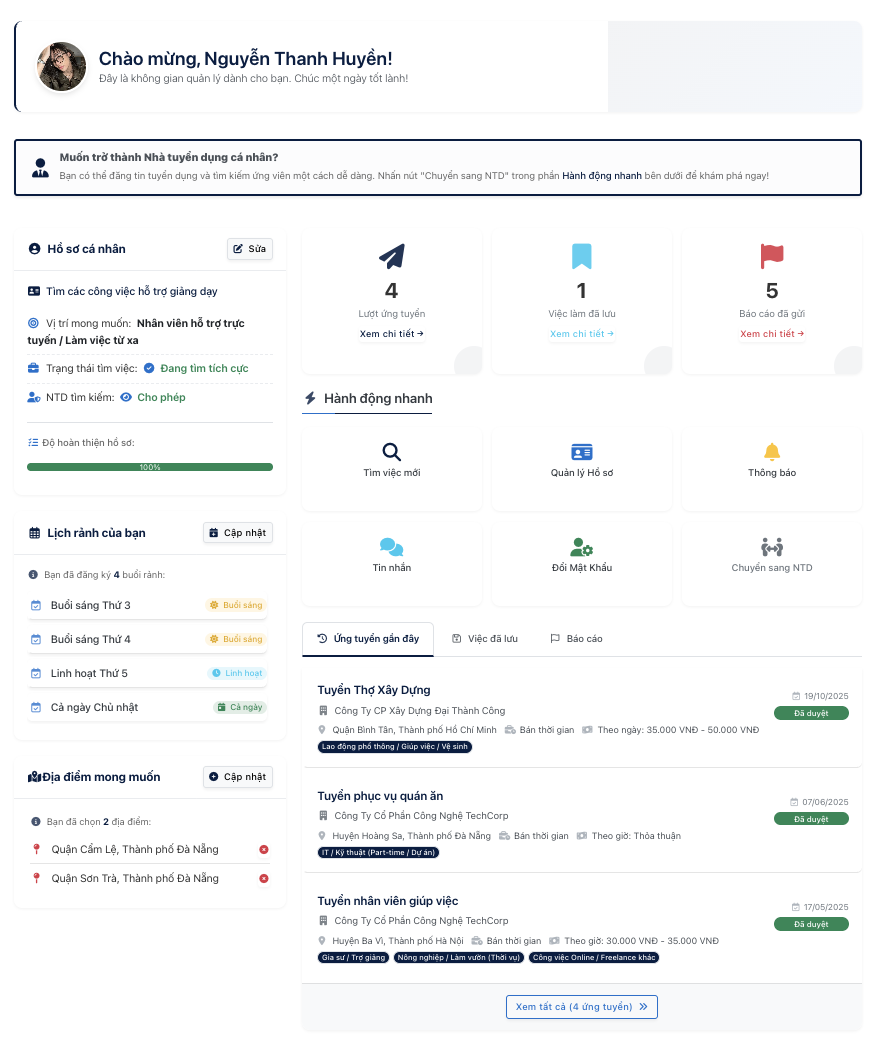 Chào mừng, Nguyễn Thanh Huyền!
Đây là không gian quản lý dành cho bạn. Chúc một ngày tốt lành!
Muốn trở thành Nhà tuyển dụng cá nhân?
Bạn có thể đăng tin tuyển dụng và tìm kiếm ứng viên một cách dễ dàng. Nhấn nút "Chuyển sang NTD" trong phần Hành động nhanh bên dưới để khám phá ngay!
Hồ sơ cá nhân
Sửa
Tìm các công việc hỗ trợ giảng dạy
Vị trí mong muốn: Nhân viên hỗ trợ trực
tuyến / Làm việc từ xa
Trạng thái tìm việc: Đang tìm tích cực
NTD tìm kiếm: Cho phép
Độ hoàn thiện hồ sơ:
100%
Lịch rảnh của bạn
Cập nhật
Bạn đã đăng ký 4 buổi rảnh:
Buổi sáng Thứ 3
Buổi sáng
Buổi sáng Thứ 4
Buổi sáng
Linh hoạt Thứ 5
Linh hoạt
Cả ngày Chủ nhật
Cả ngày
Địa điểm mong muốn
Cập nhật
Bạn đã chọn 2 địa điểm:
Quận Cẩm Lệ, Thành phố Đà Nẵng
Quận Sơn Trà, Thành phố Đà Nẵng
4
Lượt ứng tuyển
Xem chi tiết →
1
Việc làm đã lưu
Xem chi tiết →
5
Báo cáo đã gửi
Xem chi tiết →
Hành động nhanh
Tìm việc mới
Quản lý Hồ sơ
Thông báo
Tin nhắn
Đổi Mật Khẩu
Chuyển sang NTD
Ứng tuyển gần đây
Việc đã lưu
Báo cáo
Tuyển Thợ Xây Dựng
19/10/2025
Công Ty CP Xây Dựng Đại Thành Công
Đã duyệt
Quận Bình Tân, Thành phố Hồ Chí Minh Bán thời gian Theo ngày: 35.000 VNĐ - 50.000 VNĐ
Lao động phổ thông / Giúp việc / Vệ sinh
Tuyển phục vụ quán ăn
07/06/2025
Công Ty Cổ Phần Công Nghệ TechCorp
Đã duyệt
Huyện Hoàng Sa, Thành phố Đà Nẵng Bán thời gian Theo giờ: Thỏa thuận
IT / Kỹ thuật (Part-time / Dự án)
Tuyển nhân viên giúp việc
17/05/2025
Công Ty Cổ Phần Công Nghệ TechCorp
Đã duyệt
Huyện Ba Vì, Thành phố Hà Nội Bán thời gian Theo giờ: 30.000 VNĐ - 35.000 VNĐ
Gia sư / Trợ giảng Nông nghiệp / Làm vườn (Thời vụ) Công việc Online / Freelance khác
Xem tất cả (4 ứng tuyển) »